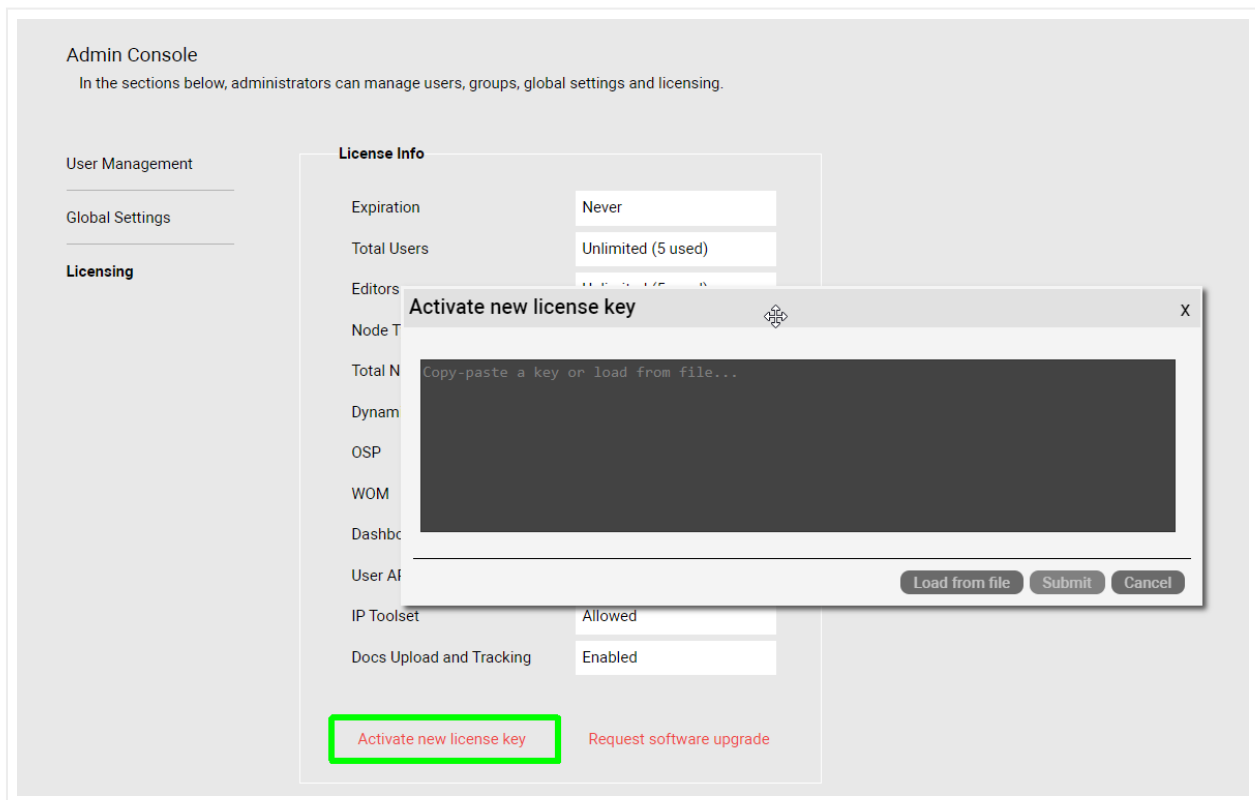 Admin Console
In the sections below, administrators can manage users, groups, global settings and licensing.
User Management
Global Settings
Licensing
License Info
Expiration Never
Total Users Unlimited (5 used)
Editors
Activate new license key X
Node T
Total N
Copy-paste a key or load from file...
Dynam
OSP
WOM
Dashbo
User AP
Load from file Submit Cancel
IP Toolset Allowed
Docs Upload and Tracking Enabled
Activate new license key Request software upgrade